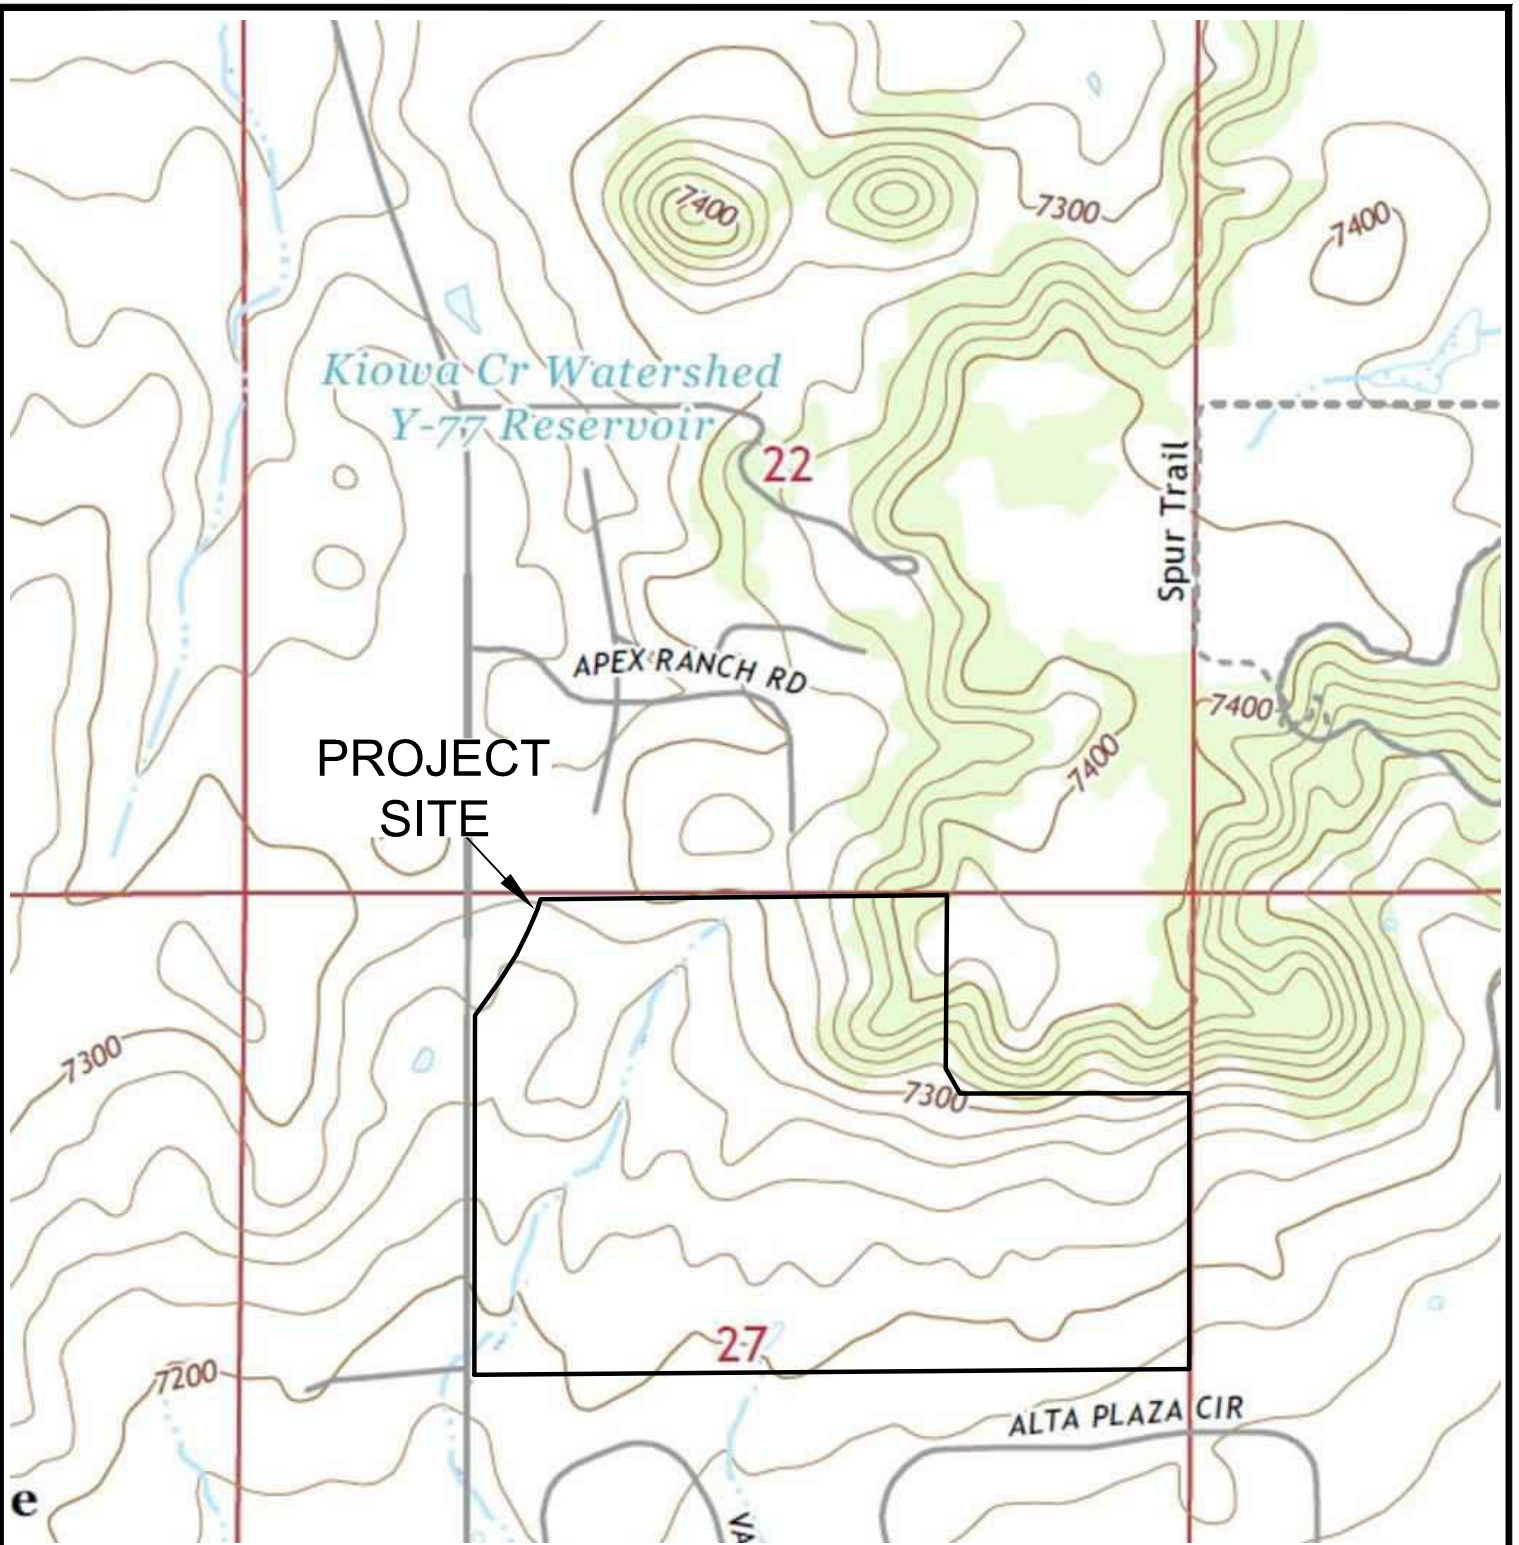 7400
7300
7400
Kiowa Cr Watershed
Y-77 Reservoir
22
Spur Trail
APEX RANCH RD
7400
7400
PROJECT
SITE
7300
7300
27
7200
ALTA PLAZA CIR
e
VA